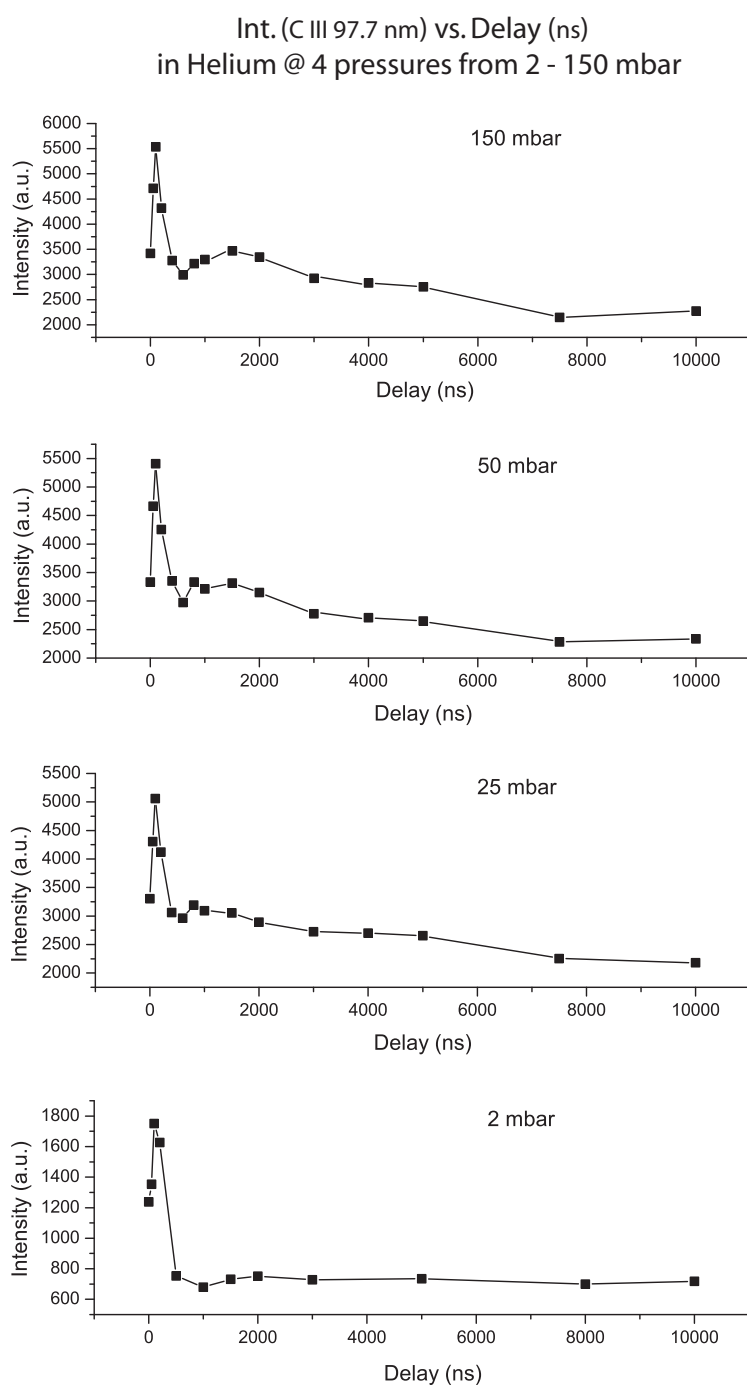 Int. (C III 97.7 nm) vs. Delay (ns)
in Helium @ 4 pressures from 2 - 150 mbar
150 mbar
Intensity (a.u.)
6000
5500
5000
4500
4000
3500
3000
2500
2000
0 2000 4000 6000 8000 10000
Delay (ns)
50 mbar
Intensity (a.u.)
5500
5000
4500
4000
3500
3000
2500
2000
0 2000 4000 6000 8000 10000
Delay (ns)
25 mbar
Intensity (a.u.)
5500
5000
4500
4000
3500
3000
2500
2000
0 2000 4000 6000 8000 10000
Delay (ns)
2 mbar
Intensity (a.u.)
1800
1600
1400
1200
1000
800
600
0 2000 4000 6000 8000 10000
Delay (ns)